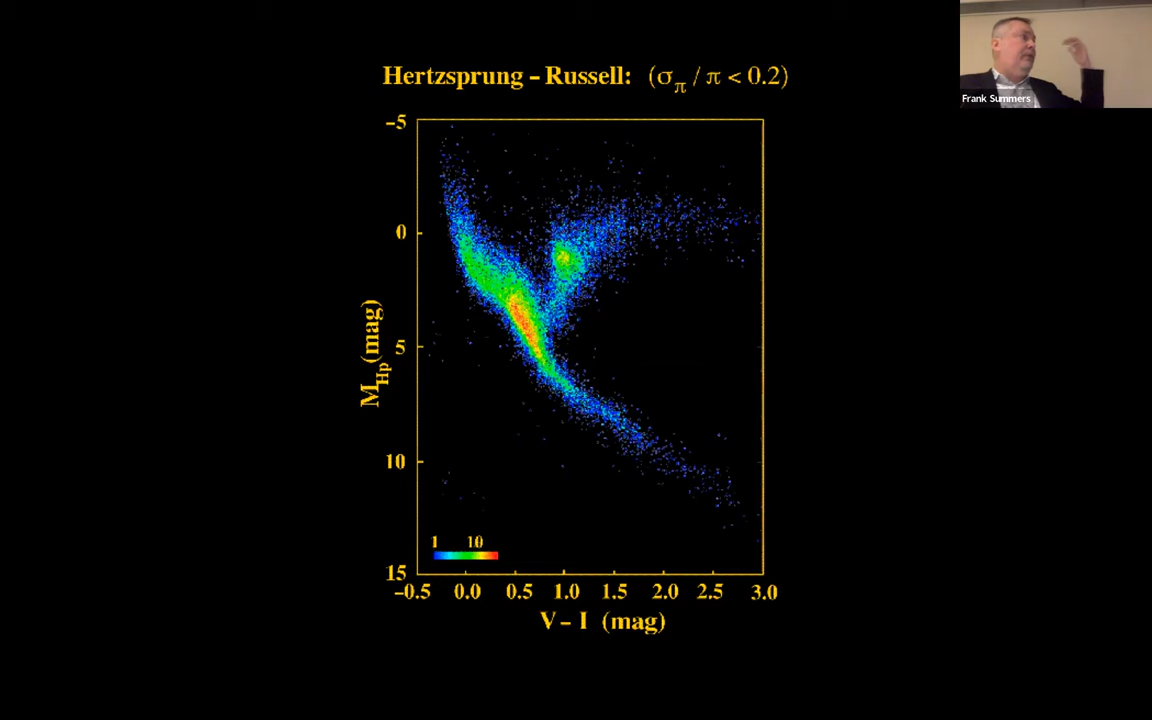 Hertzsprung – Russell: (σπ / π < 0.2)
Frank Summers
–5
0
5
10
15
MHp(mag)
1 10
–0.5 0.0 0.5 1.0 1.5 2.0 2.5 3.0
V – I (mag)